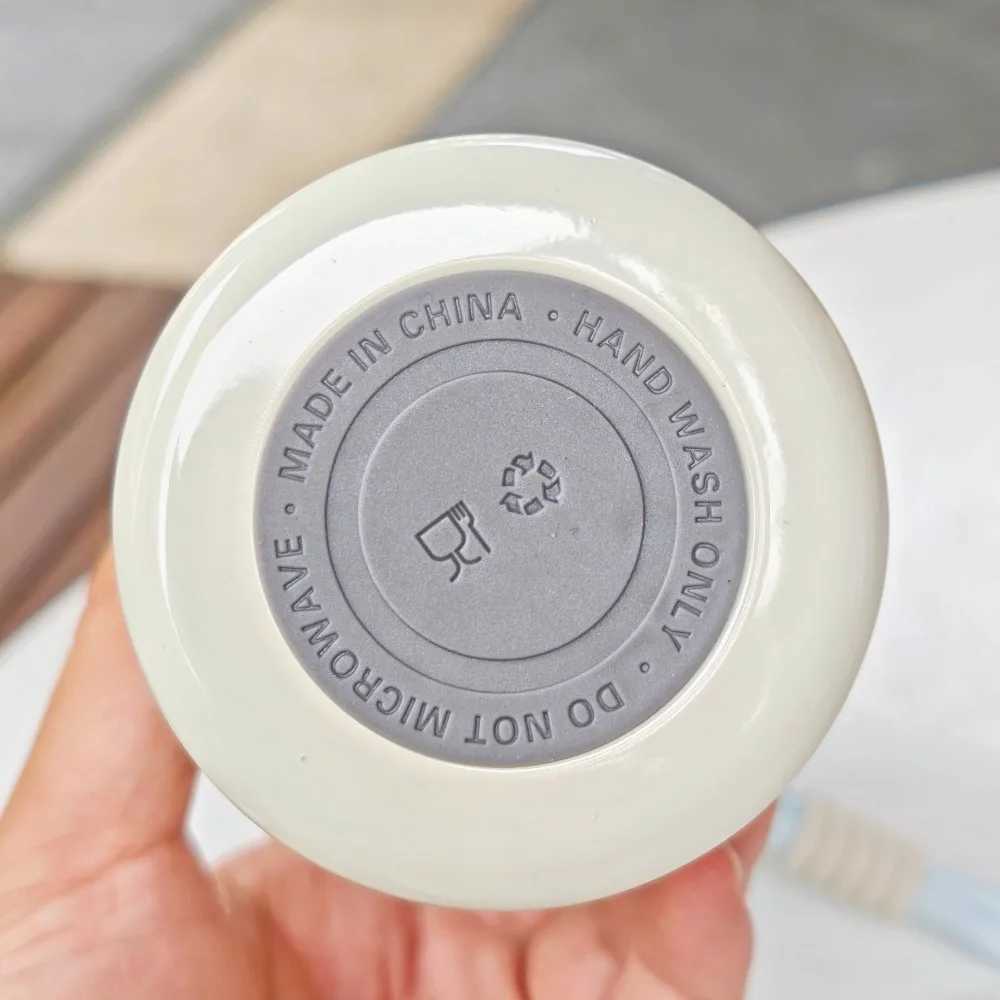 MADE IN CHINA • HAND WASH ONLY • DO NOT MICROWAVE •